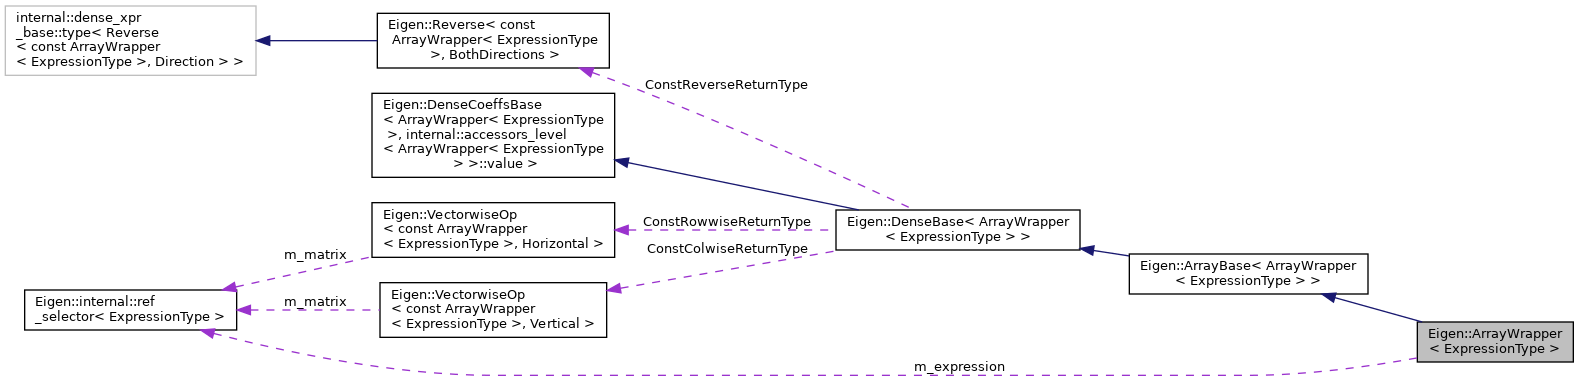 internal::dense_xpr
_base::type< Reverse
< const ArrayWrapper
< ExpressionType >, Direction > >
Eigen::Reverse< const
ArrayWrapper< ExpressionType
>, BothDirections >
ConstReverseReturnType
Eigen::DenseCoeffsBase
< ArrayWrapper< ExpressionType
>, internal::accessors_level
< ArrayWrapper< ExpressionType
> >::value >
Eigen::VectorwiseOp
< const ArrayWrapper
< ExpressionType >, Horizontal >
ConstRowwiseReturnType
Eigen::DenseBase< ArrayWrapper
< ExpressionType > >
ConstColwiseReturnType
m_matrix
Eigen::ArrayBase< ArrayWrapper
< ExpressionType > >
Eigen::internal::ref
_selector< ExpressionType >
m_matrix
Eigen::VectorwiseOp
< const ArrayWrapper
< ExpressionType >, Vertical >
Eigen::ArrayWrapper
< ExpressionType >
m_expression